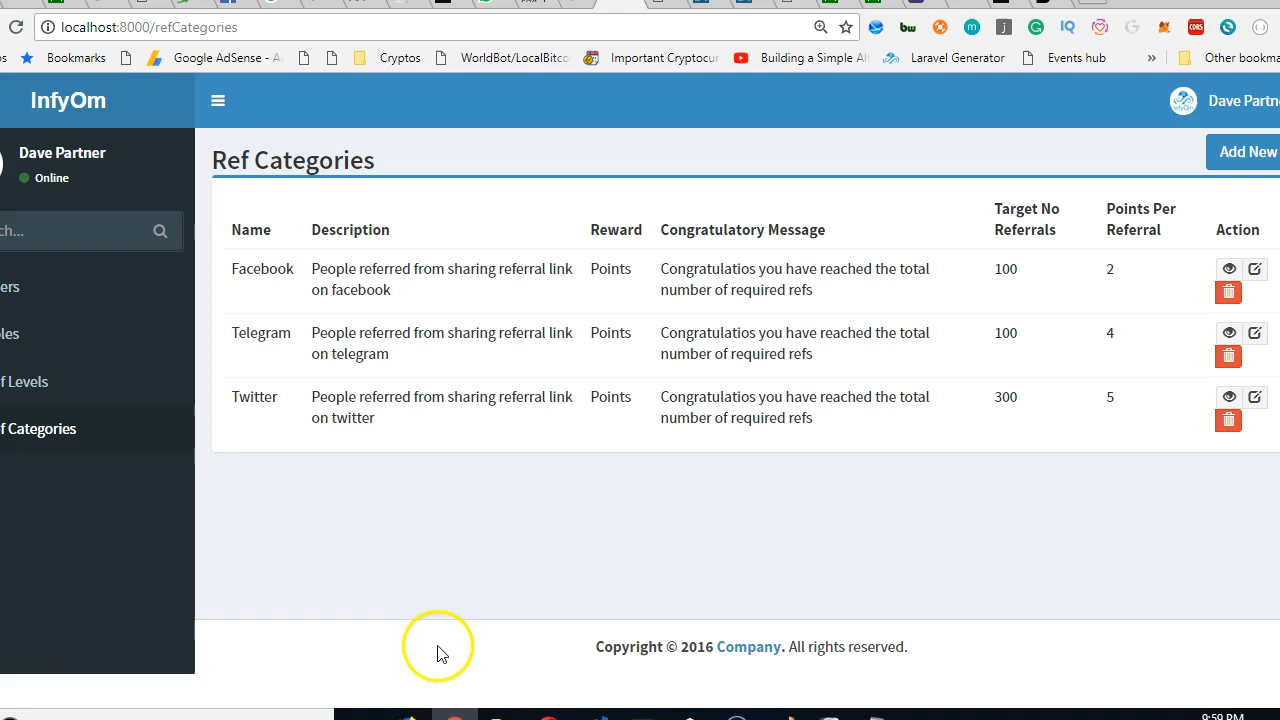 localhost:8000/refCategories
Bookmarks Google AdSense - A Cryptos WorldBot/LocalBitco Important Cryptocur Building a Simple Al Laravel Generator Events hub » Other bookma
InfyOm
Dave Partne
Dave Partner
Online
Ref Categories
Add New
ch...
ers
les
f Levels
f Categories
Name Description Reward Congratulatory Message Target No Referrals Points Per Referral Action
Facebook People referred from sharing referral link Points Congratulatios you have reached the total 100 2
on facebook number of required refs
Telegram People referred from sharing referral link Points Congratulatios you have reached the total 100 4
on telegram number of required refs
Twitter People referred from sharing referral link Points Congratulatios you have reached the total 300 5
on twitter number of required refs
Copyright © 2016 Company. All rights reserved.
9:59 PM